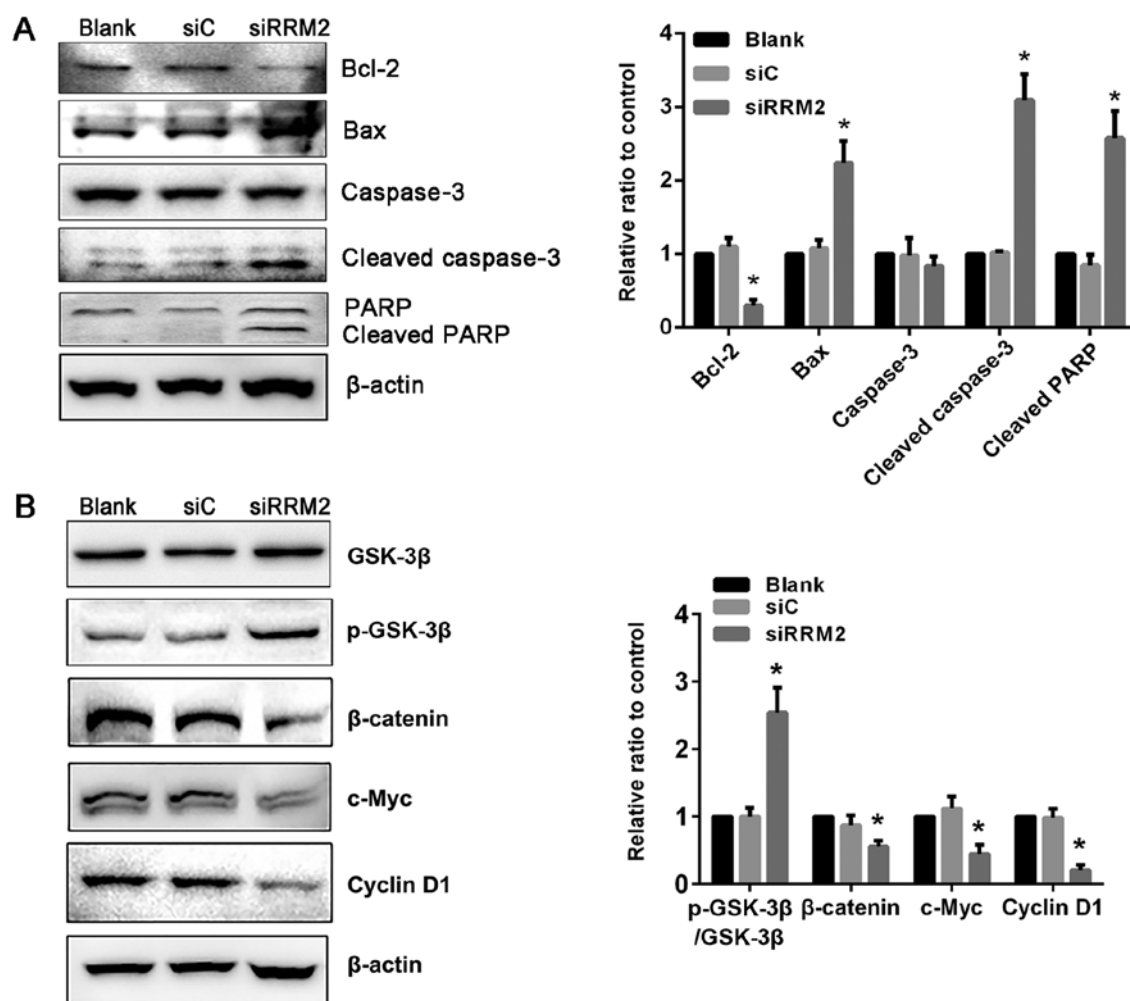 A
Blank siC siRRM2
Bcl-2
Bax
Caspase-3
Cleaved caspase-3
PARP
Cleaved PARP
β-actin
Relative ratio to control
4
3
2
1
0
Blank
siC
siRRM2
*
*
*
*
Bcl-2
Bax
Caspase-3
Cleaved caspase-3
Cleaved PARP
B
Blank siC siRRM2
GSK-3β
p-GSK-3β
β-catenin
c-Myc
Cyclin D1
β-actin
Relative ratio to control
4
3
2
1
0
Blank
siC
siRRM2
*
*
*
*
p-GSK-3β β-catenin c-Myc Cyclin D1
/GSK-3β